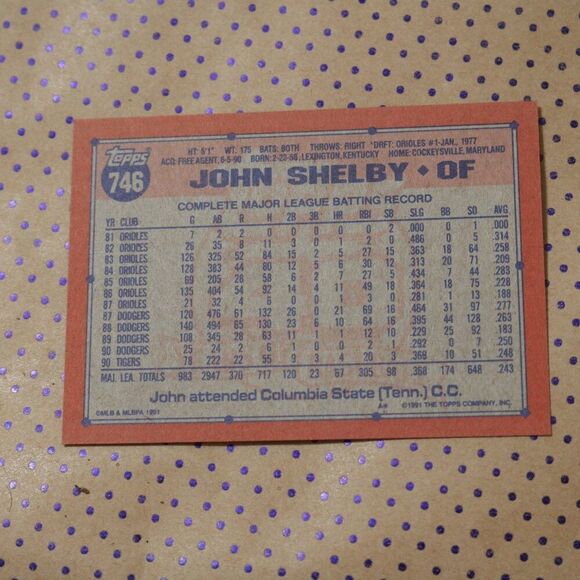 Topps
746
HT: 6'1" WT: 175 BATS: BOTH THROWS: RIGHT *DRFT: ORIOLES #1-JAN., 1977
ACQ: FREE AGENT, 6-5-90 BORN: 2-23-58, LEXINGTON, KENTUCKY HOME: COCKEYSVILLE, MARYLAND
JOHN SHELBY • OF
COMPLETE MAJOR LEAGUE BATTING RECORD
YR CLUB G AB R H 2B 3B HR RBI SB SLG BB SO AVG
81 ORIOLES 7 2 2 0 0 0 0 0 2 .000 0 1 .000
82 ORIOLES 26 35 8 11 3 0 1 2 0 .486 0 5 .314
83 ORIOLES 126 325 52 84 15 2 5 27 15 .363 18 64 .258
84 ORIOLES 128 383 44 80 12 5 6 30 12 .313 20 71 .209
85 ORIOLES 69 205 28 58 6 2 7 27 5 .434 7 44 .283
86 ORIOLES 135 404 54 92 14 4 11 49 18 .364 18 75 .228
87 ORIOLES 21 32 4 6 0 0 1 3 0 .281 1 13 .188
87 DODGERS 120 476 61 132 26 0 21 69 16 .464 31 97 .277
88 DODGERS 140 494 65 130 23 6 10 64 16 .395 44 128 .263
89 DODGERS 108 345 28 63 11 1 1 12 10 .229 25 92 .183
90 DODGERS 25 24 2 6 1 0 0 2 1 .292 0 7 .250
90 TIGERS 78 222 22 55 9 3 4 20 3 .368 10 51 .248
MAJ. LEA. TOTALS 983 2947 370 717 120 23 67 305 98 .368 174 648 .243
John attended Columbia State (Tenn.) C.C.
©MLB & MLBPA 1991
©1991 THE TOPPS COMPANY, INC.